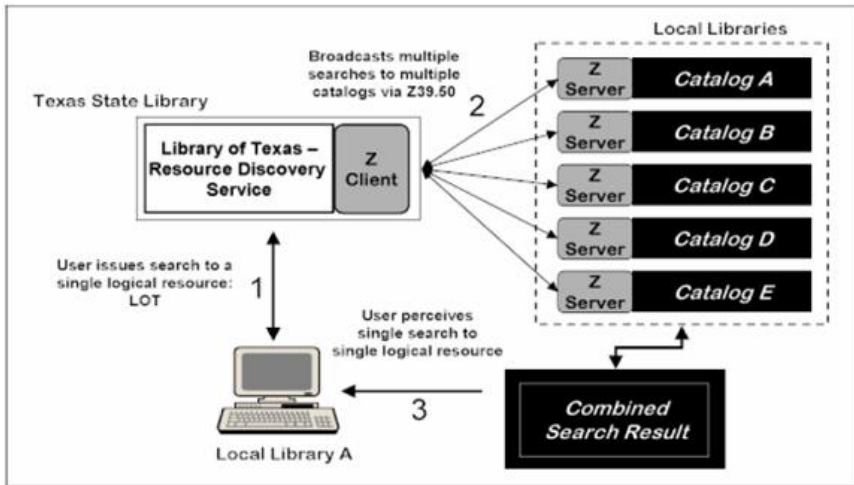 Local Libraries
Broadcasts multiple
searches to multiple
catalogs via Z39.50
2
Texas State Library
Library of Texas –
Resource Discovery
Service
Z
Client
Z
Server
Catalog A
Z
Server
Catalog B
Z
Server
Catalog C
Z
Server
Catalog D
Z
Server
Catalog E
User issues search to a
single logical resource:
LOT
1
User perceives
single search to
single logical resource
3
Local Library A
Combined
Search Result